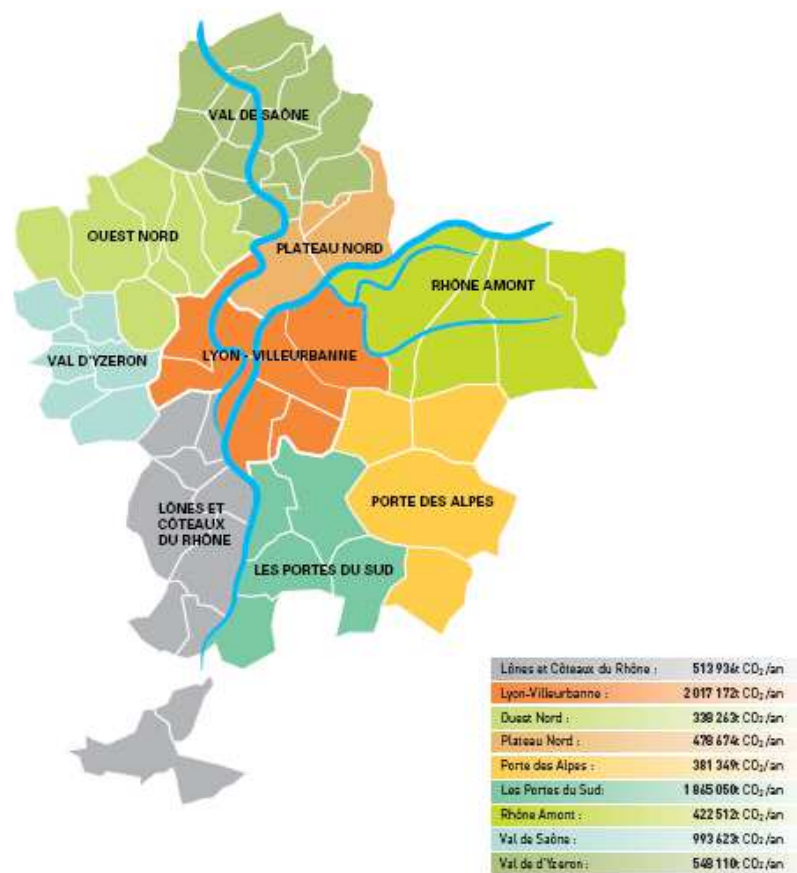 VAL DE SAÔNE
OUEST NORD
PLATEAU NORD
RHÔNE AMONT
VAL D'YZERON
LYON - VILLEURBANNE
LÔNES ET
CÔTEAUX
DU RHÔNE
PORTE DES ALPES
LES PORTES DU SUD
Lônes et Côteaux du Rhône : 513 936t CO₂/an
Lyon-Villeurbanne : 2 017 172t CO₂/an
Ouest Nord : 338 263t CO₂/an
Plateau Nord : 478 674t CO₂/an
Porte des Alpes : 381 349t CO₂/an
Les Portes du Sud: 1 865 050t CO₂/an
Rhône Amont : 422 512t CO₂/an
Val de Saône : 993 623t CO₂/an
Val de d'Yzeron : 548 110t CO₂/an